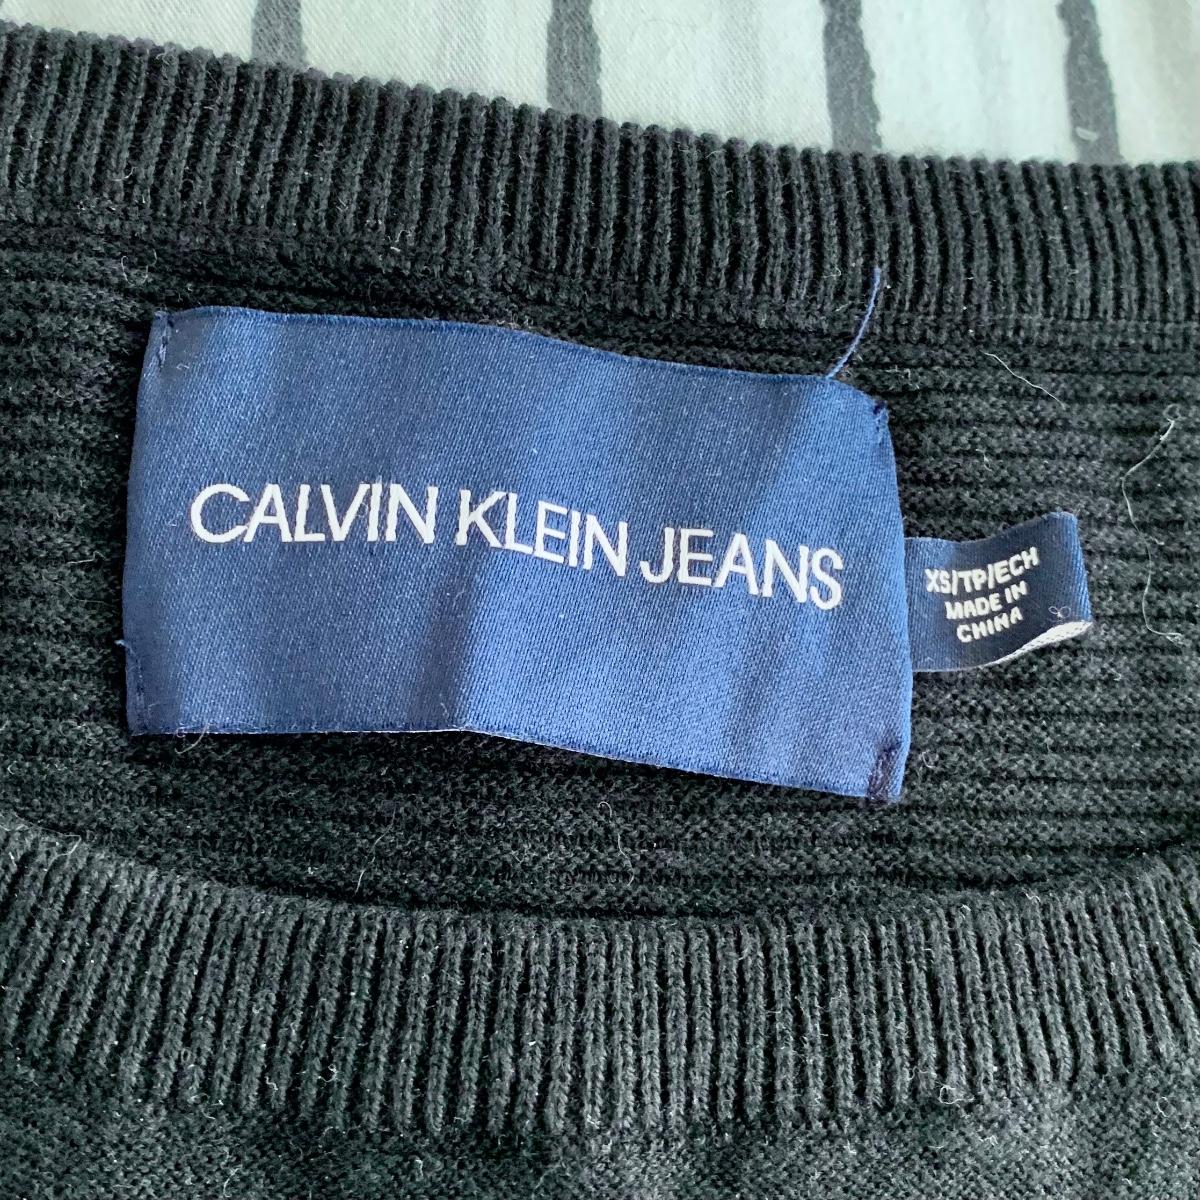 CALVIN KLEIN JEANS
XS/TP/ECH
MADE IN
CHINA